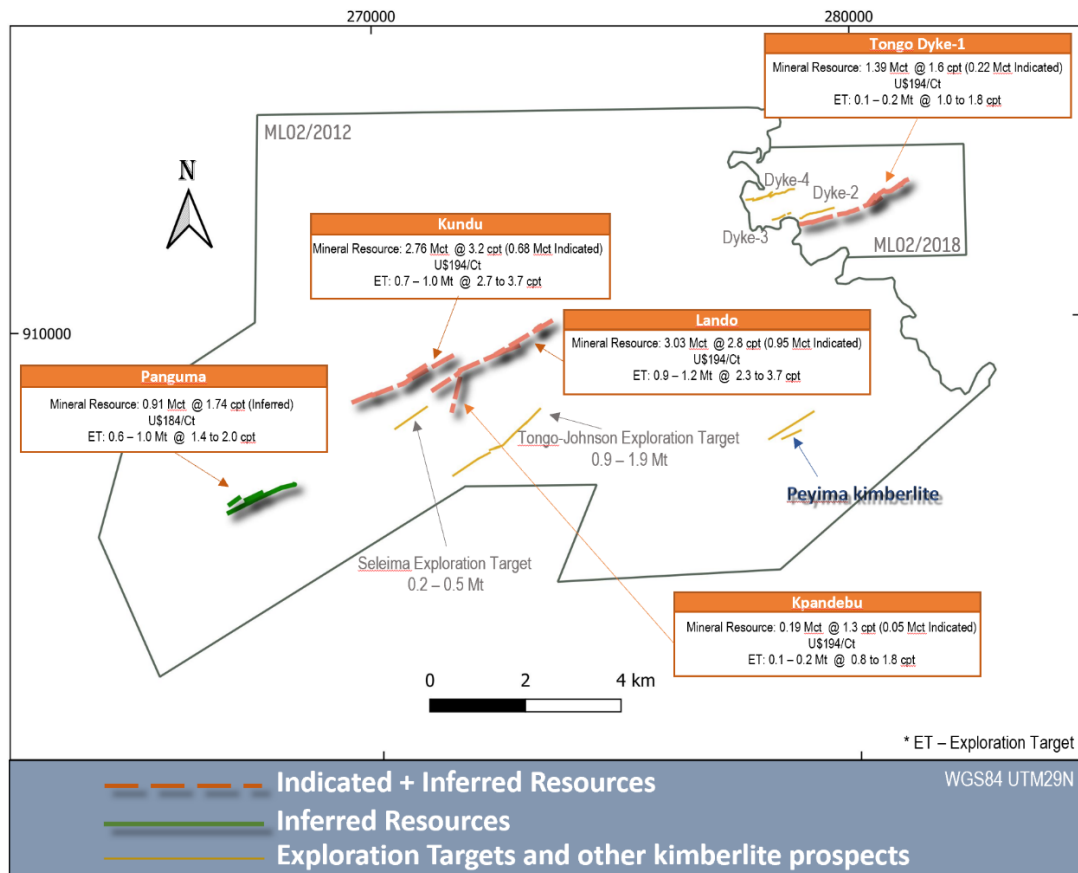 270000
280000
Tongo Dyke-1
Mineral Resource: 1.39 Mct @ 1.6 cpt (0.22 Mct Indicated)
U$194/Ct
ET: 0.1 – 0.2 Mt @ 1.0 to 1.8 cpt
ML02/2012
N
Dyke-4
Dyke-2
Dyke-3
ML02/2018
Kundu
Mineral Resource: 2.76 Mct @ 3.2 cpt (0.68 Mct Indicated)
U$194/Ct
ET: 0.7 – 1.0 Mt @ 2.7 to 3.7 cpt
910000
Lando
Mineral Resource: 3.03 Mct @ 2.8 cpt (0.95 Mct Indicated)
U$194/Ct
ET: 0.9 – 1.2 Mt @ 2.3 to 3.7 cpt
Panguma
Mineral Resource: 0.91 Mct @ 1.74 cpt (Inferred)
U$184/Ct
ET: 0.6 – 1.0 Mt @ 1.4 to 2.0 cpt
Tongo-Johnson Exploration Target
0.9 – 1.9 Mt
Peyima kimberlite
Seleima Exploration Target
0.2 – 0.5 Mt
Kpandebu
Mineral Resource: 0.19 Mct @ 1.3 cpt (0.05 Mct Indicated)
U$194/Ct
ET: 0.1 – 0.2 Mt @ 0.8 to 1.8 cpt
0 2 4 km
* ET – Exploration Target
Indicated + Inferred Resources
WGS84 UTM29N
Inferred Resources
Exploration Targets and other kimberlite prospects